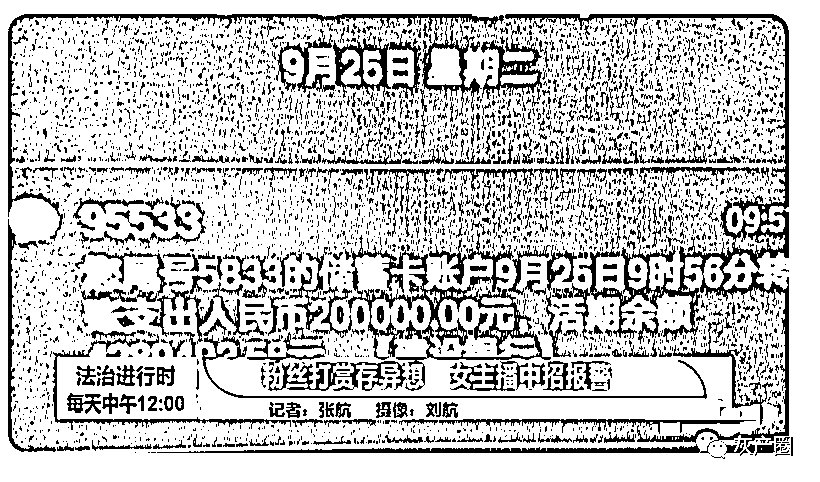 9月25日 星期二
95533
09:5
尾号5833的储蓄卡账户9月25日9时56分转
支出人民币200000.00元，活期余额
粉丝打赏存异想 女主播中招报警
法治进行时
每天中午12:00
记者：张航 摄像：刘航
灰产圈